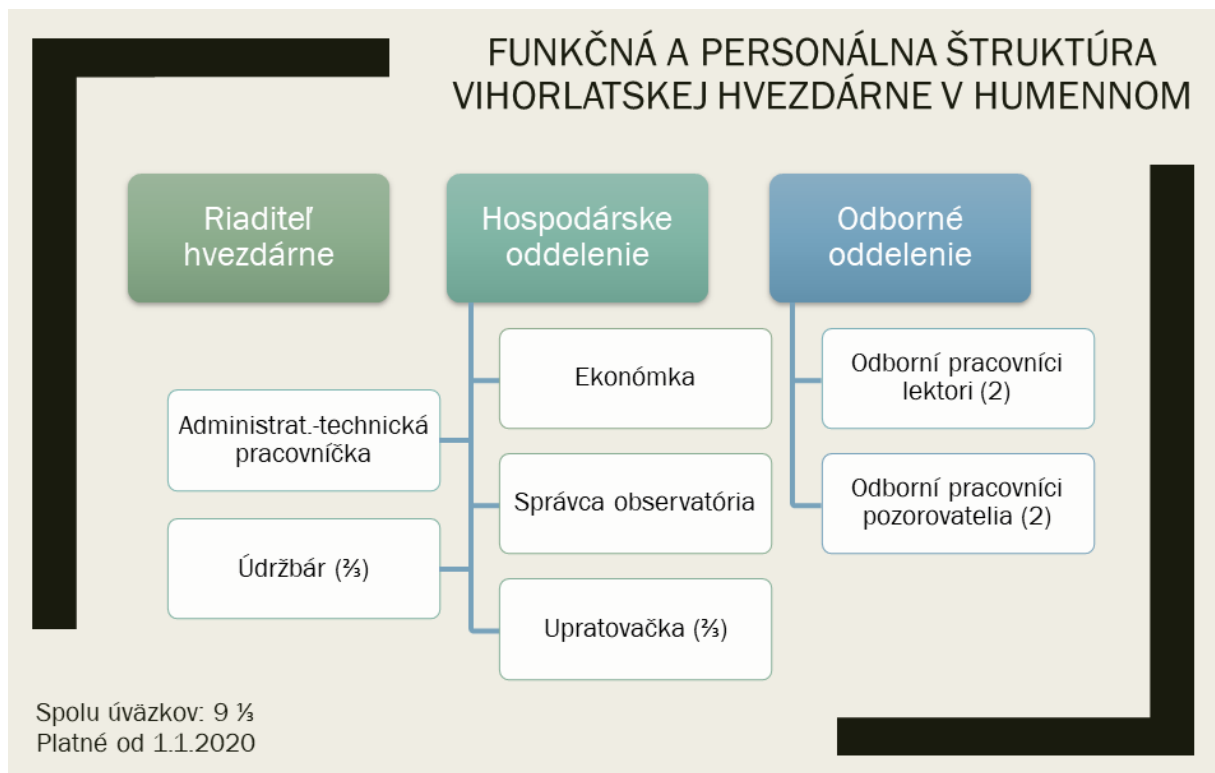 FUNKČNÁ A PERSONÁLNA ŠTRUKTÚRA
VIHORLATSKEJ HVEZDÁRNE V HUMENNOM
Riaditeľ
hvezdárne
Hospodárske
oddelenie
Odborné
oddelenie
Administrat.-technická
pracovníčka
Údržbár (⅔)
Ekonómka
Správca observatória
Upratovačka (⅔)
Odborní pracovníci
lektori (2)
Odborní pracovníci
pozorovatelia (2)
Spolu úväzkov: 9 ⅓
Platné od 1.1.2020